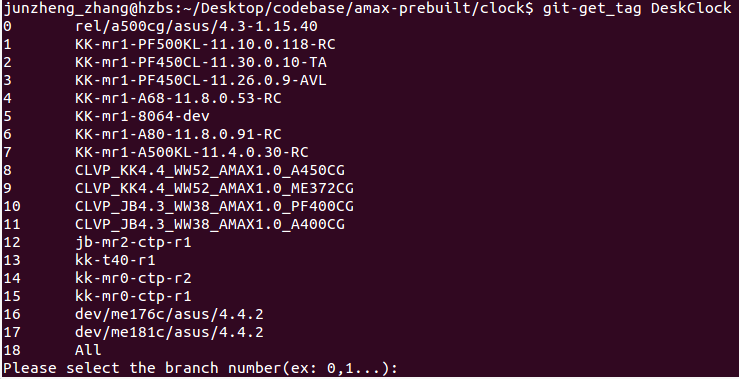 junzheng_zhang@hzbs:~/Desktop/codebase/amax-prebuilt/clock$ git-get_tag DeskClock
0 rel/a500cg/asus/4.3-1.15.40
1 KK-mr1-PF500KL-11.10.0.118-RC
2 KK-mr1-PF450CL-11.30.0.10-TA
3 KK-mr1-PF450CL-11.26.0.9-AVL
4 KK-mr1-A68-11.8.0.53-RC
5 KK-mr1-8064-dev
6 KK-mr1-A80-11.8.0.91-RC
7 KK-mr1-A500KL-11.4.0.30-RC
8 CLVP_KK4.4_WW52_AMAX1.0_A450CG
9 CLVP_KK4.4_WW52_AMAX1.0_ME372CG
10 CLVP_JB4.3_WW38_AMAX1.0_PF400CG
11 CLVP_JB4.3_WW38_AMAX1.0_A400CG
12 jb-mr2-ctp-r1
13 kk-t40-r1
14 kk-mr0-ctp-r2
15 kk-mr0-ctp-r1
16 dev/me176c/asus/4.4.2
17 dev/me181c/asus/4.4.2
18 All
Please select the branch number(ex: 0,1...):